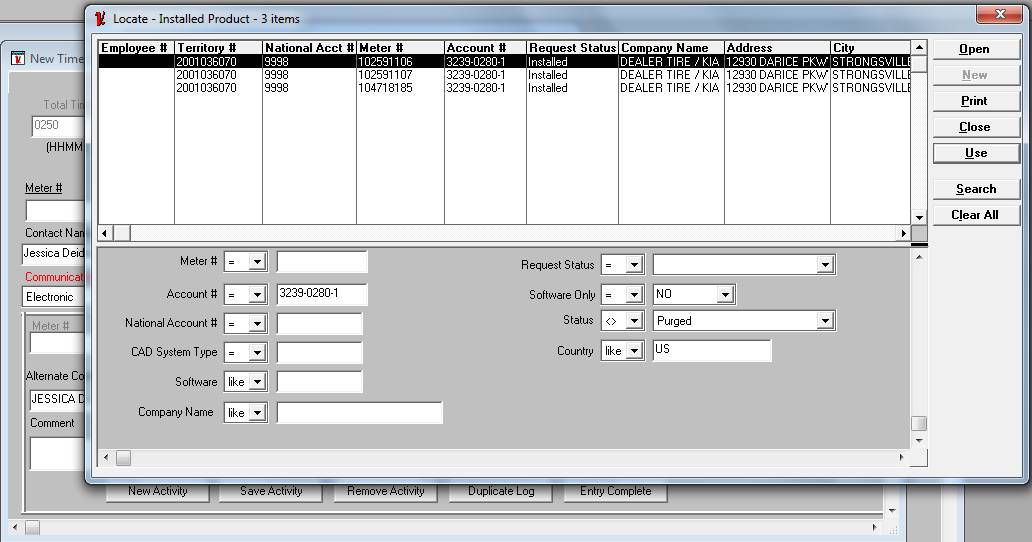 Locate - Installed Product - 3 items
Employee # Territory # National Acct # Meter # Account # Request Status Company Name Address City
2001036070 9998 102591106 3239-0280-1 Installed DEALER TIRE / KIA 12930 DARICE PKW STRONGSVILLE
2001036070 9998 102591107 3239-0280-1 Installed DEALER TIRE / KIA 12930 DARICE PKW STRONGSVILLE
2001036070 9998 104718185 3239-0280-1 Installed DEALER TIRE / KIA 12930 DARICE PKW STRONGSVILLE
Open
New
Print
Close
Use
Search
Clear All
Meter # =
Account # = 3239-0280-1
National Account # =
CAD System Type =
Software like
Company Name like
Request Status =
Software Only = NO
Status <> Purged
Country like US
New Time
Total Tim
0250
(HHMM
Meter #
Contact Nam
Jessica Deid
Communicat
Electronic
Meter #
Alternate Co
JESSICA D
Comment
New Activity Save Activity Remove Activity Duplicate Log Entry Complete